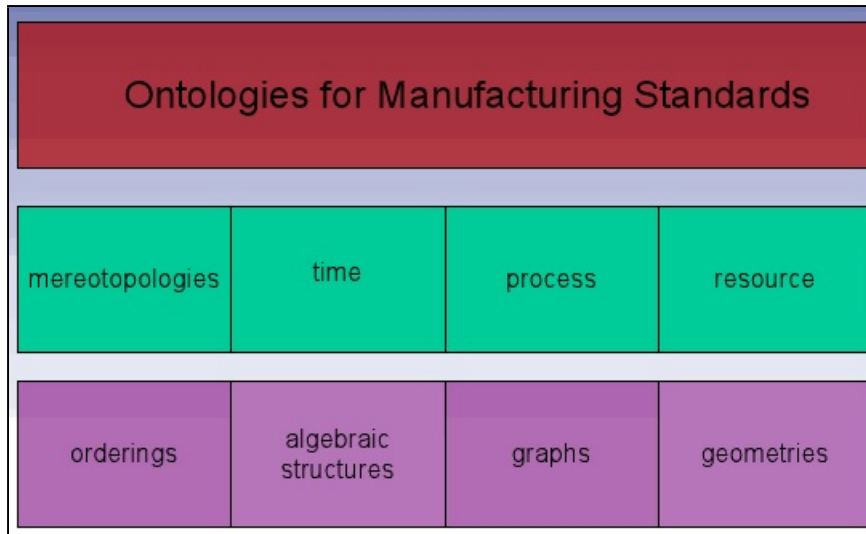 Ontologies for Manufacturing Standards
mereotopologies
time
process
resource
orderings
algebraic
structures
graphs
geometries